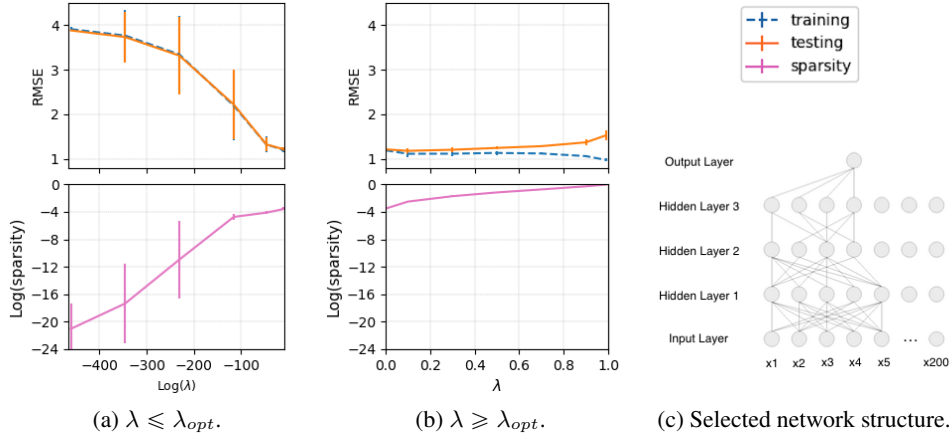 4
3
2
1
RMSE
0
−4
−8
−12
−16
−20
−24
Log(sparsity)
−400
−300
−200
−100
Log(λ)
(a) λ ⩽ λopt.
4
3
2
1
RMSE
0
−4
−8
−12
−16
−20
−24
Log(sparsity)
0.0
0.2
0.4
0.6
0.8
1.0
λ
(b) λ ⩾ λopt.
training
testing
sparsity
Output Layer
Hidden Layer 3
Hidden Layer 2
Hidden Layer 1
Input Layer
...
x1 x2 x3 x4 x5 x200
(c) Selected network structure.